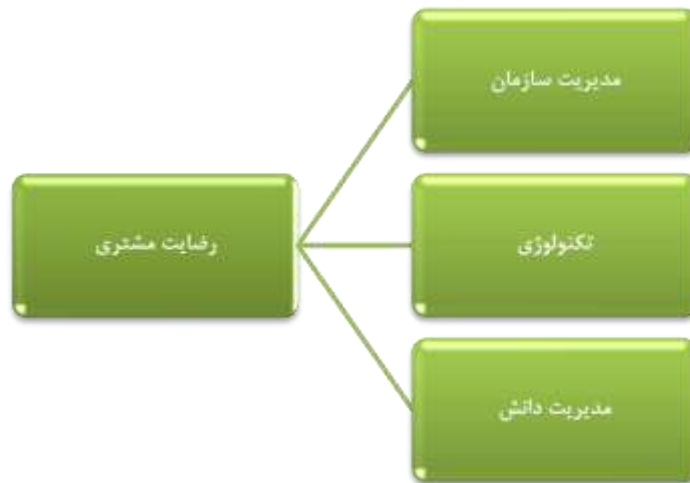 مدیریت سازمان
رضایت مشتری
تکنولوژی
مدیریت دانش